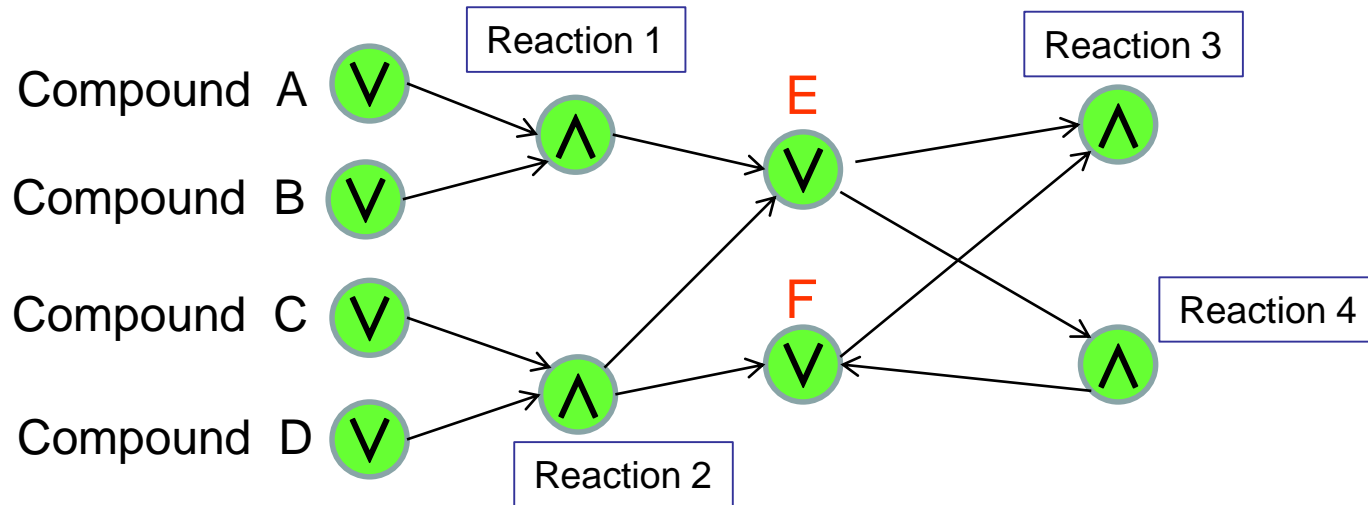 Reaction 1
Reaction 3
Compound A
E
Compound B
Compound C
F
Reaction 4
Compound D
Reaction 2